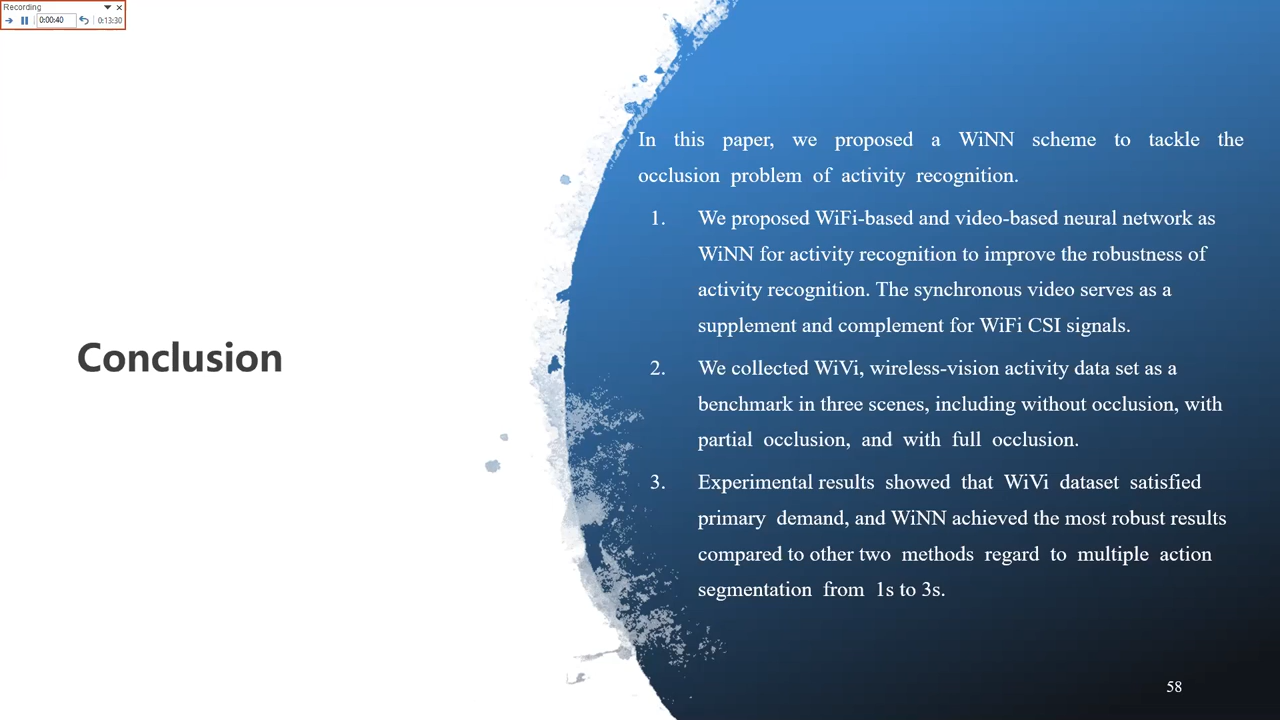 Recording
0:00:40
0:13:30
In this paper, we proposed a WiNN scheme to tackle the
occlusion problem of activity recognition.
1. We proposed WiFi-based and video-based neural network as
WiNN for activity recognition to improve the robustness of
activity recognition. The synchronous video serves as a
supplement and complement for WiFi CSI signals.
Conclusion
2. We collected WiVi, wireless-vision activity data set as a
benchmark in three scenes, including without occlusion, with
partial occlusion, and with full occlusion.
3. Experimental results showed that WiVi dataset satisfied
primary demand, and WiNN achieved the most robust results
compared to other two methods regard to multiple action
segmentation from 1s to 3s.
58